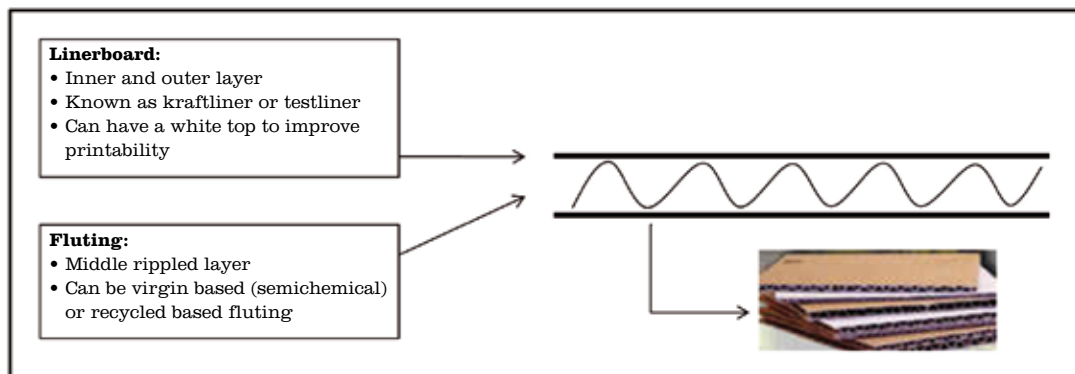 Linerboard:
• Inner and outer layer
• Known as kraftliner or testliner
• Can have a white top to improve
printability
Fluting:
• Middle rippled layer
• Can be virgin based (semichemical)
or recycled based fluting